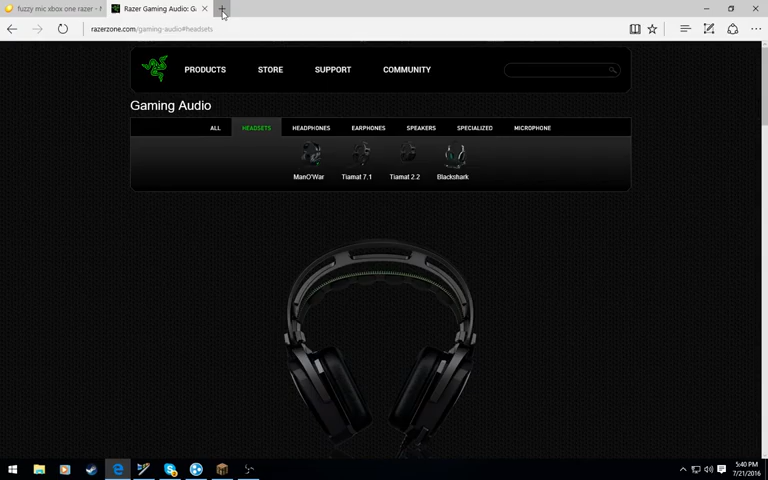 fuzzy mic xbox one razer - M
Razer Gaming Audio: Ga
razerzone.com/gaming-audio#headsets
PRODUCTS STORE SUPPORT COMMUNITY
Gaming Audio
ALL HEADSETS HEADPHONES EARPHONES SPEAKERS SPECIALIZED MICROPHONE
ManO'War Tiamat 7.1 Tiamat 2.2 Blackshark
5:40 PM
7/21/2016